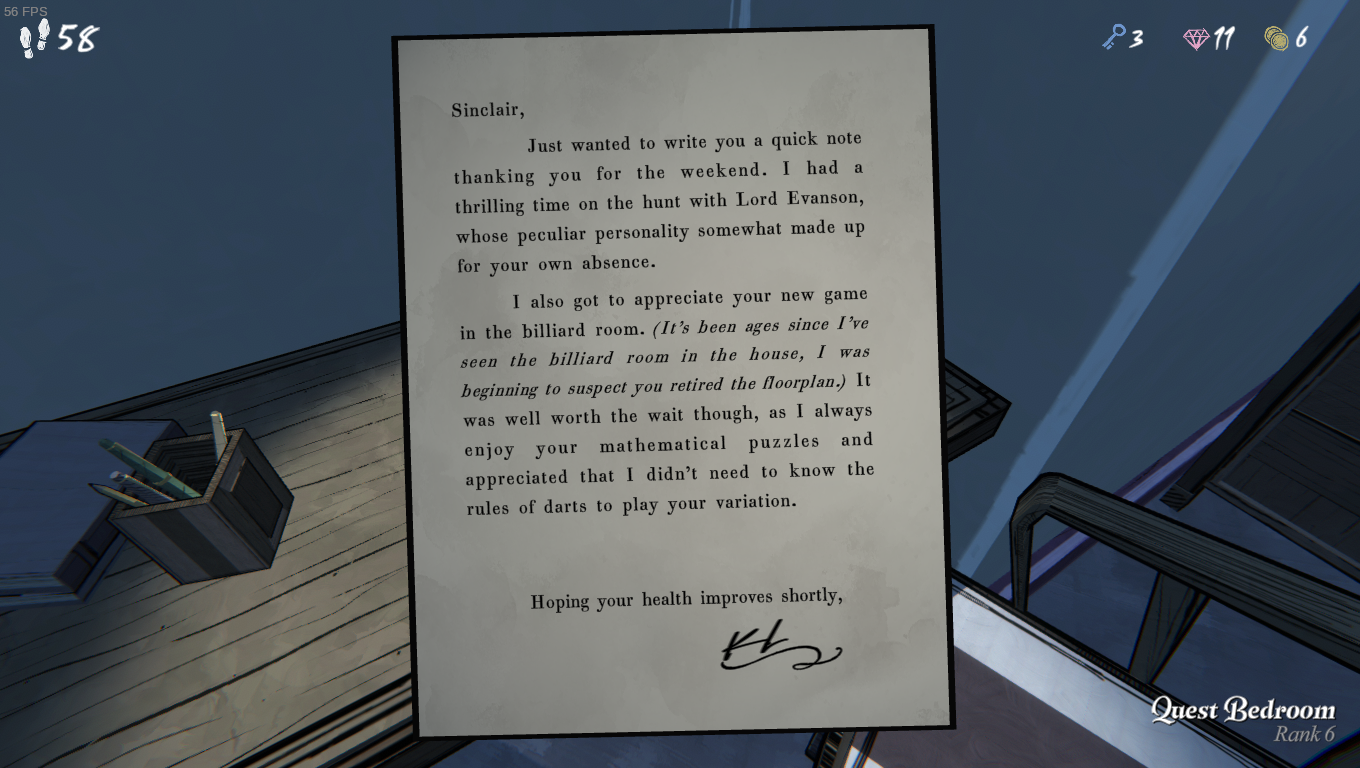 56 FPS
58
3
11
6
Sinclair,
Just wanted to write you a quick note
thanking you for the weekend. I had a
thrilling time on the hunt with Lord Evanson,
whose peculiar personality somewhat made up
for your own absence.
I also got to appreciate your new game
in the billiard room. (It's been ages since I've
seen the billiard room in the house, I was
beginning to suspect you retired the floorplan.) It
was well worth the wait though, as I always
enjoy your mathematical puzzles and
appreciated that I didn't need to know the
rules of darts to play your variation.
Hoping your health improves shortly,
Quest Bedroom
Rank 6